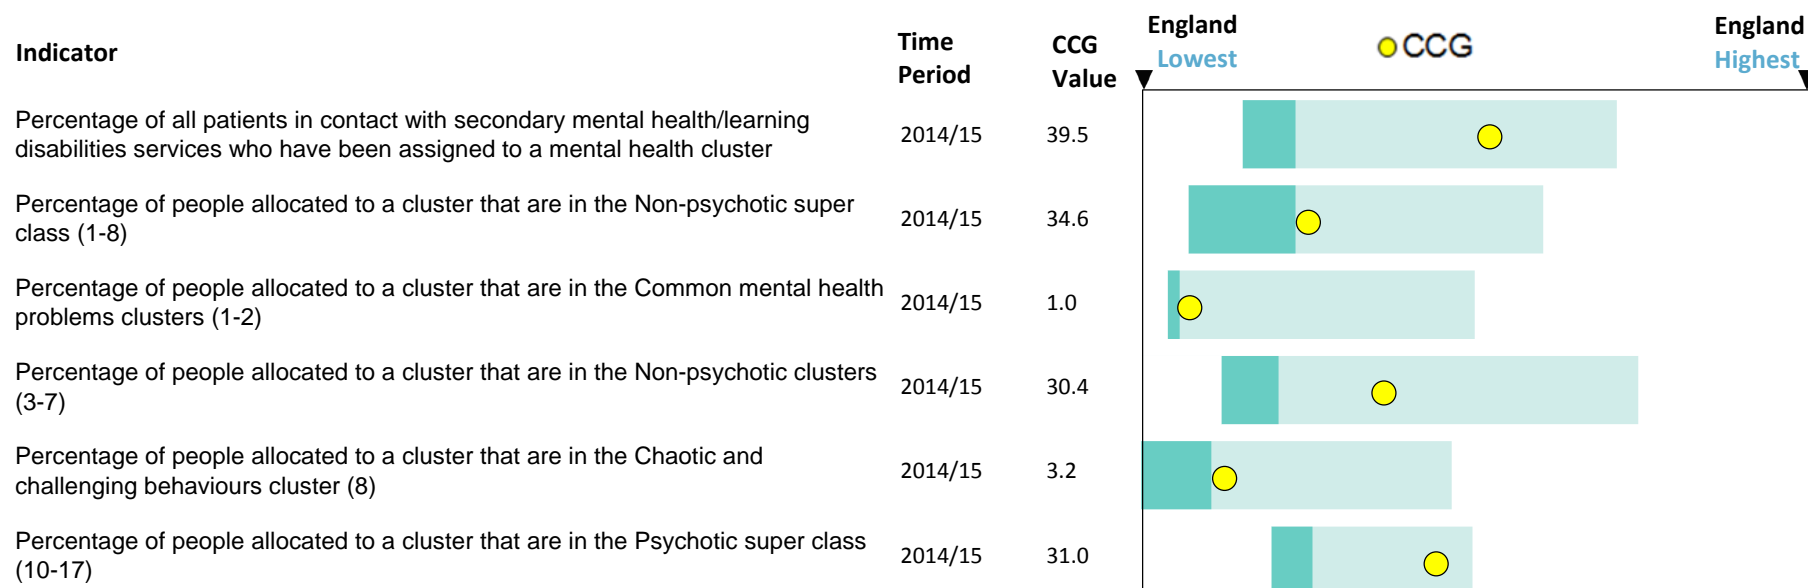 Indicator
Time Period
CCG Value
England Lowest
CCG
England Highest
Percentage of all patients in contact with secondary mental health/learning
disabilities services who have been assigned to a mental health cluster
2014/15
39.5
Percentage of people allocated to a cluster that are in the Non-psychotic super
class (1-8)
2014/15
34.6
Percentage of people allocated to a cluster that are in the Common mental health
problems clusters (1-2)
2014/15
1.0
Percentage of people allocated to a cluster that are in the Non-psychotic clusters
(3-7)
2014/15
30.4
Percentage of people allocated to a cluster that are in the Chaotic and
challenging behaviours cluster (8)
2014/15
3.2
Percentage of people allocated to a cluster that are in the Psychotic super class
(10-17)
2014/15
31.0